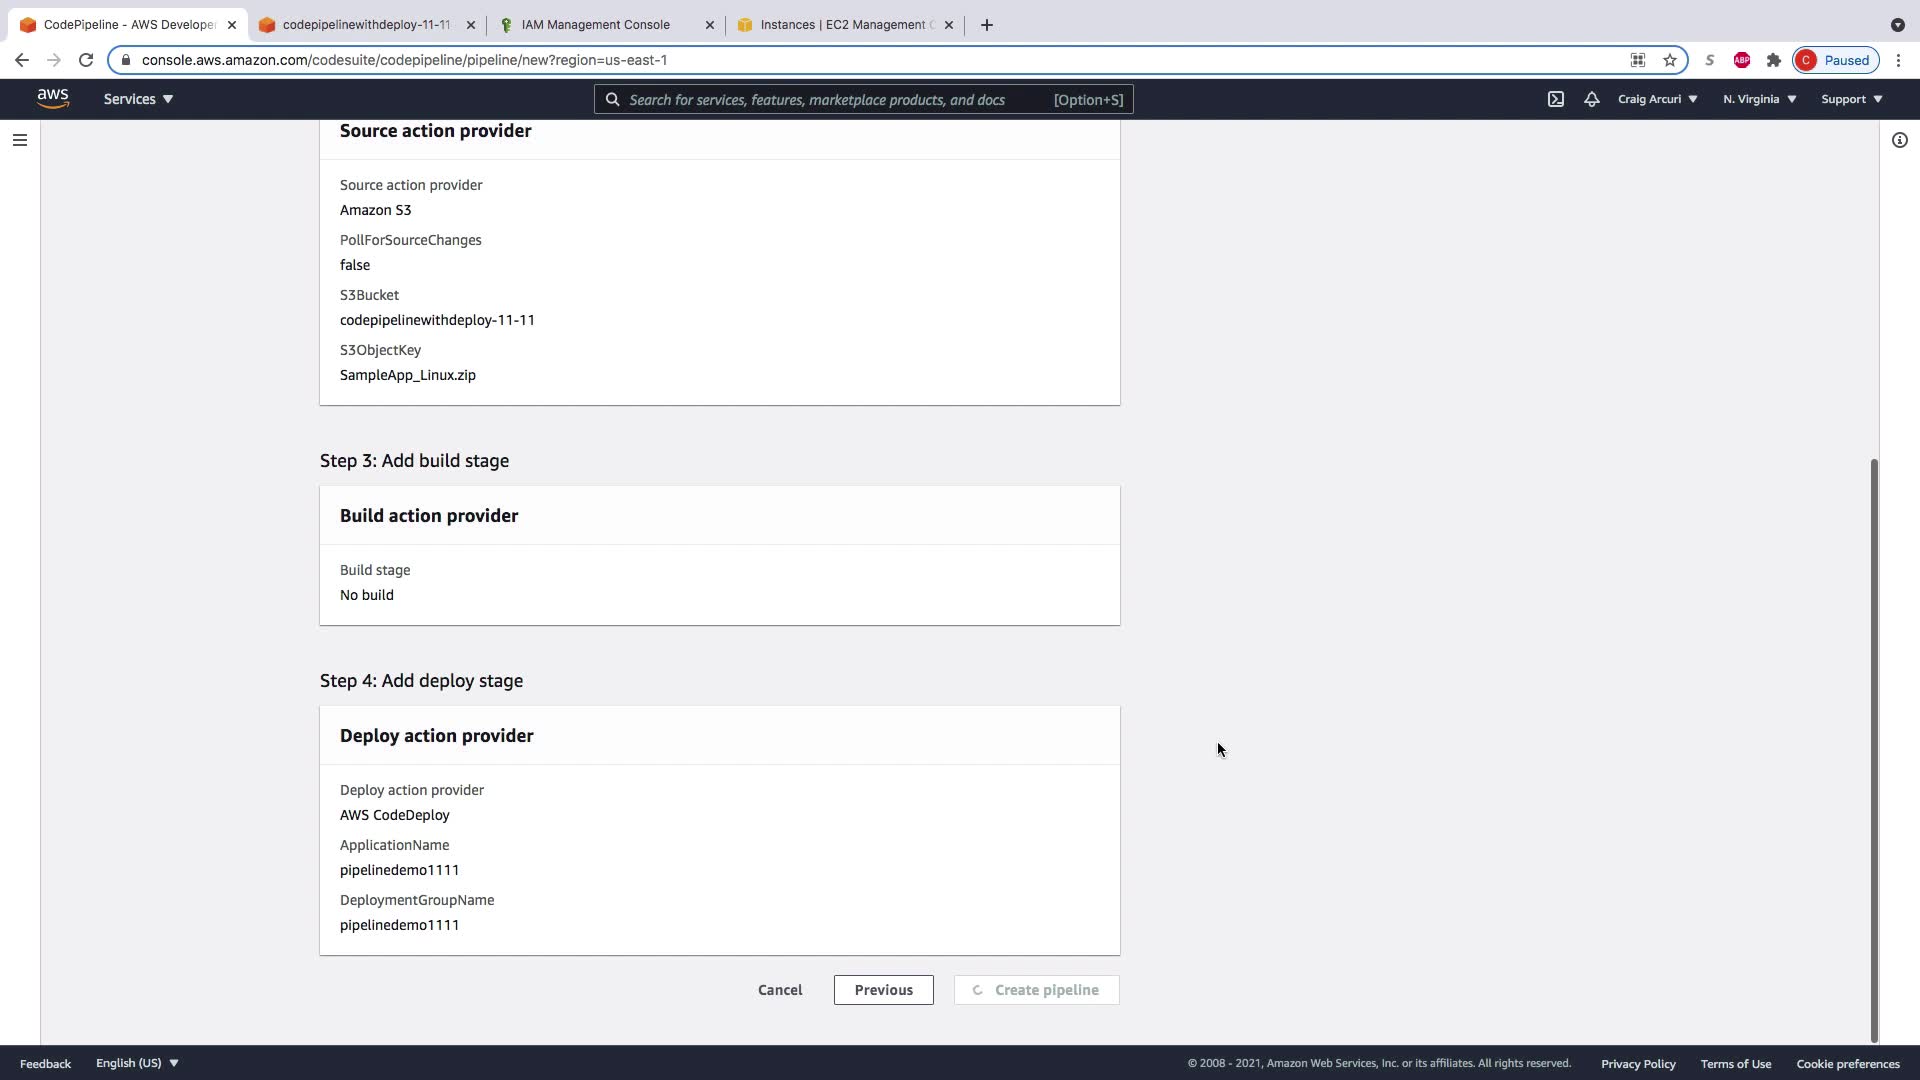 CodePipeline - AWS Developer
codepipelinewithdeploy-11-11
IAM Management Console
Instances | EC2 Management C
console.aws.amazon.com/codesuite/codepipeline/pipeline/new?region=us-east-1
S
ABP
C
Paused
aws
Services
Search for services, features, marketplace products, and docs
[Option+S]
Craig Arcuri
N. Virginia
Support
Source action provider
Source action provider
Amazon S3
PollForSourceChanges
false
S3Bucket
codepipelinewithdeploy-11-11
S3ObjectKey
SampleApp_Linux.zip
Step 3: Add build stage
Build action provider
Build stage
No build
Step 4: Add deploy stage
Deploy action provider
Deploy action provider
AWS CodeDeploy
ApplicationName
pipelinedemo1111
DeploymentGroupName
pipelinedemo1111
Cancel
Previous
Create pipeline
Feedback
English (US)
© 2008 - 2021, Amazon Web Services, Inc. or its affiliates. All rights reserved.
Privacy Policy
Terms of Use
Cookie preferences